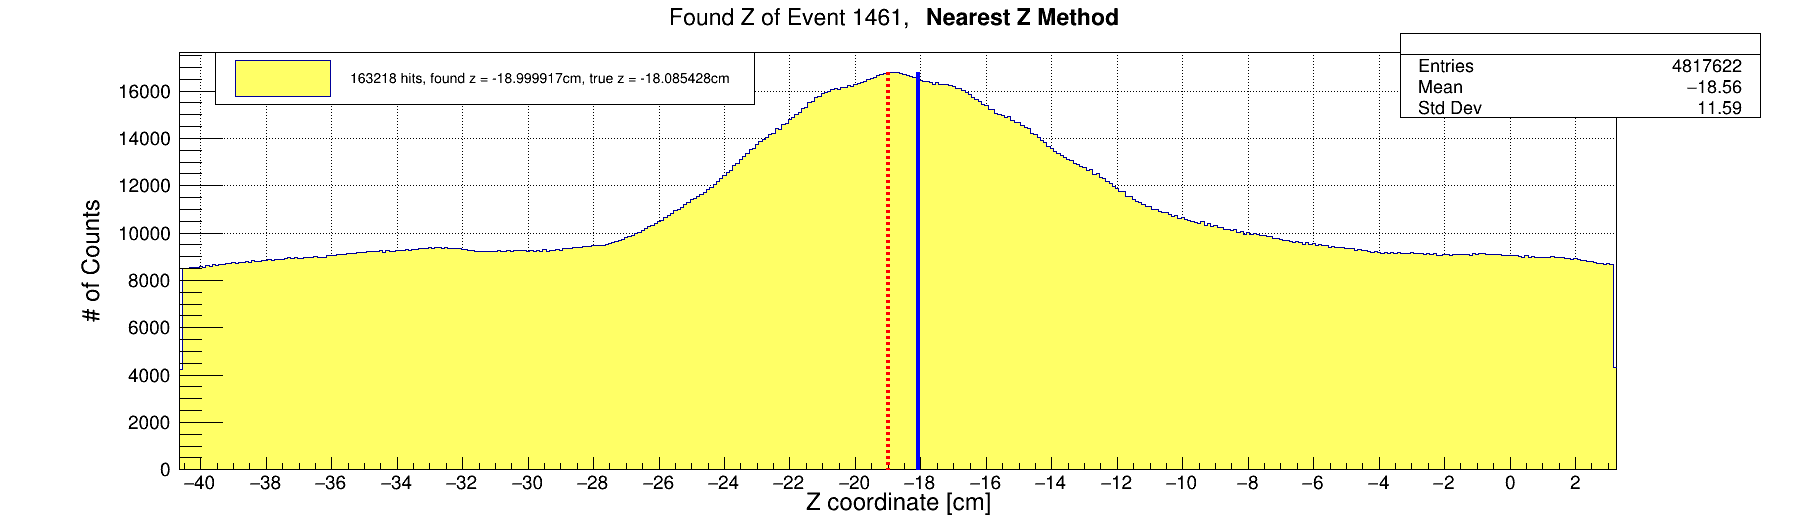 Found Z of Event 1461, Nearest Z Method
163218 hits, found z = -18.999917cm, true z = -18.085428cm
Entries 4817622
Mean −18.56
Std Dev 11.59
# of Counts
16000
14000
12000
10000
8000
6000
4000
2000
0
−40 −38 −36 −34 −32 −30 −28 −26 −24 −22 −20 −18 −16 −14 −12 −10 −8 −6 −4 −2 0 2
Z coordinate [cm]